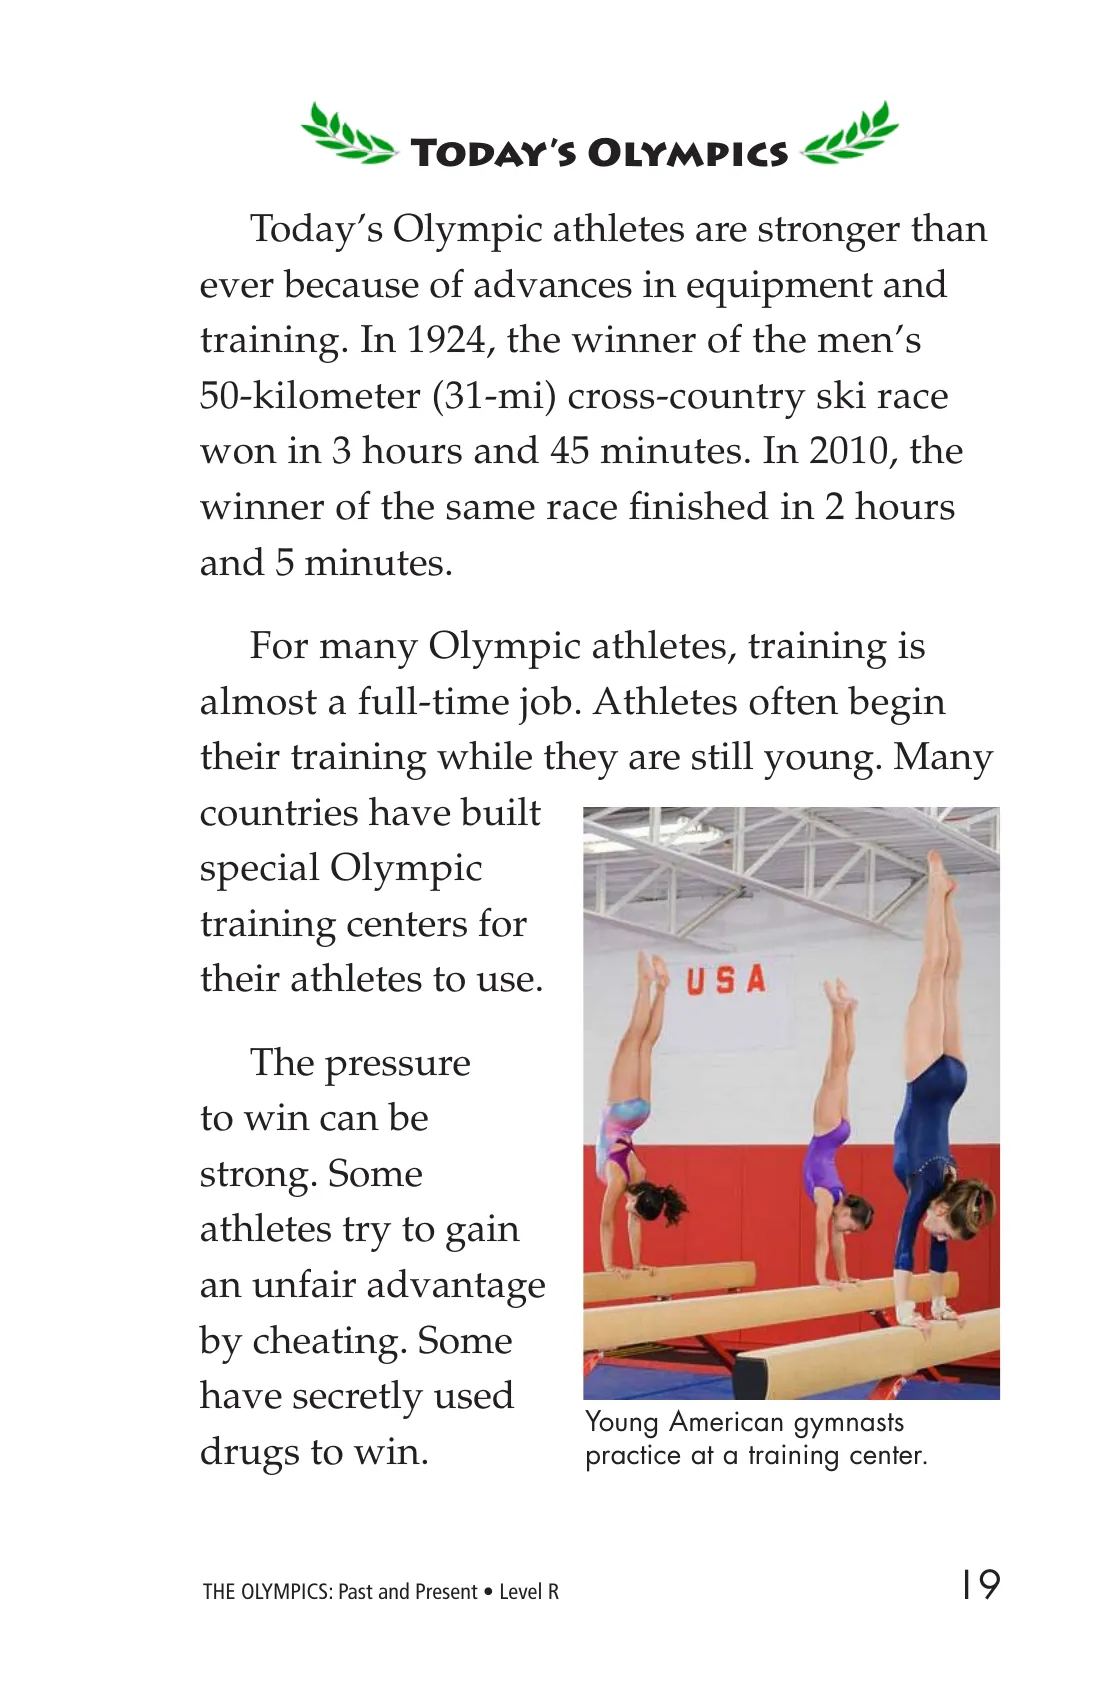 Today's Olympics
Today’s Olympic athletes are stronger than
ever because of advances in equipment and
training. In 1924, the winner of the men’s
50-kilometer (31-mi) cross-country ski race
won in 3 hours and 45 minutes. In 2010, the
winner of the same race finished in 2 hours
and 5 minutes.
For many Olympic athletes, training is
almost a full-time job. Athletes often begin
their training while they are still young. Many
countries have built
special Olympic
training centers for
their athletes to use.
The pressure
to win can be
strong. Some
athletes try to gain
an unfair advantage
by cheating. Some
have secretly used
drugs to win.
USA
Young American gymnasts
practice at a training center.
THE OLYMPICS: Past and Present • Level R
19